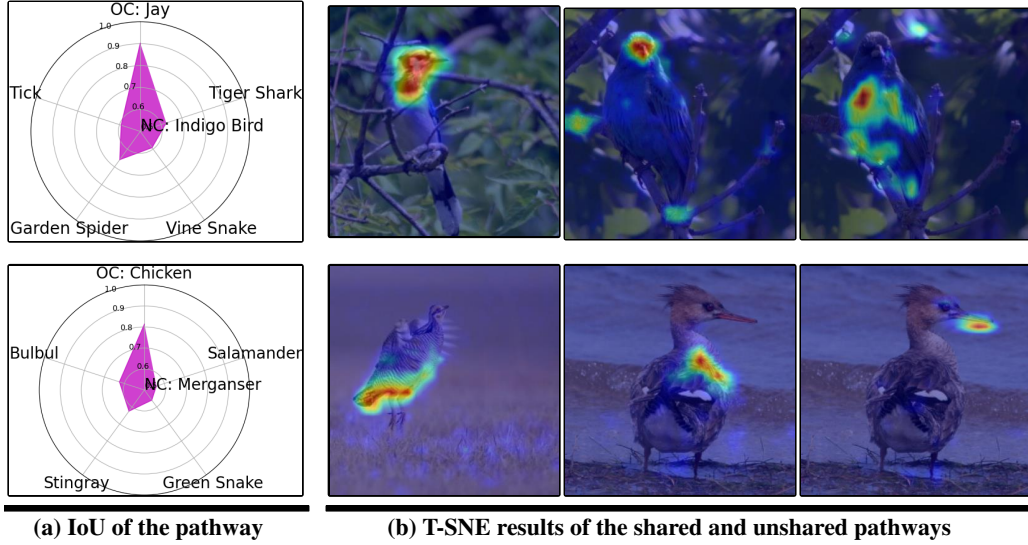 OC: Jay
1.0
0.9
0.8
0.7
0.6
Tick
Tiger Shark
NC: Indigo Bird
Garden Spider
Vine Snake
OC: Chicken
1.0
0.9
0.8
0.7
0.6
Bulbul
Salamander
NC: Merganser
Stingray
Green Snake
(a) IoU of the pathway
(b) T-SNE results of the shared and unshared pathways